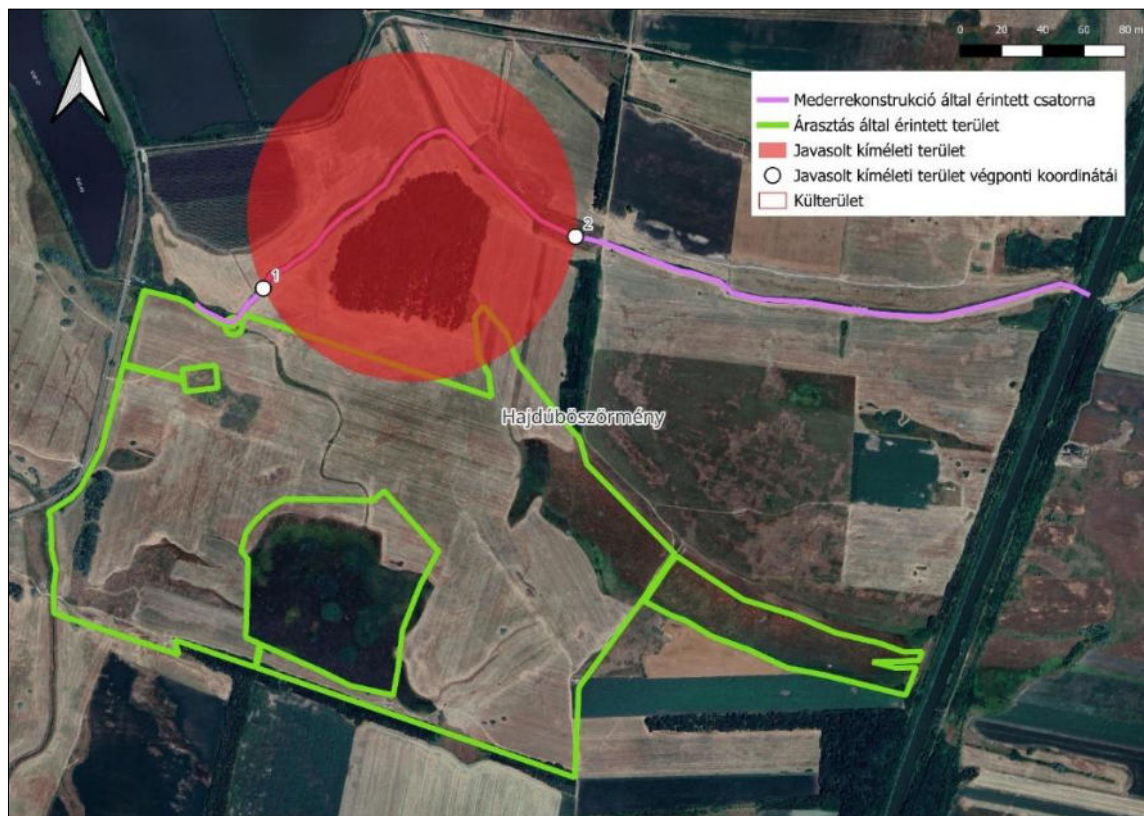 0 20 40 60 80 m
Mederrekonstrukció által érintett csatorna
Árasztás által érintett terület
Javasolt kíméleti terület
Javasolt kíméleti terület végponti koordinátái
Külterület
2
1
Hajdúböszörmény